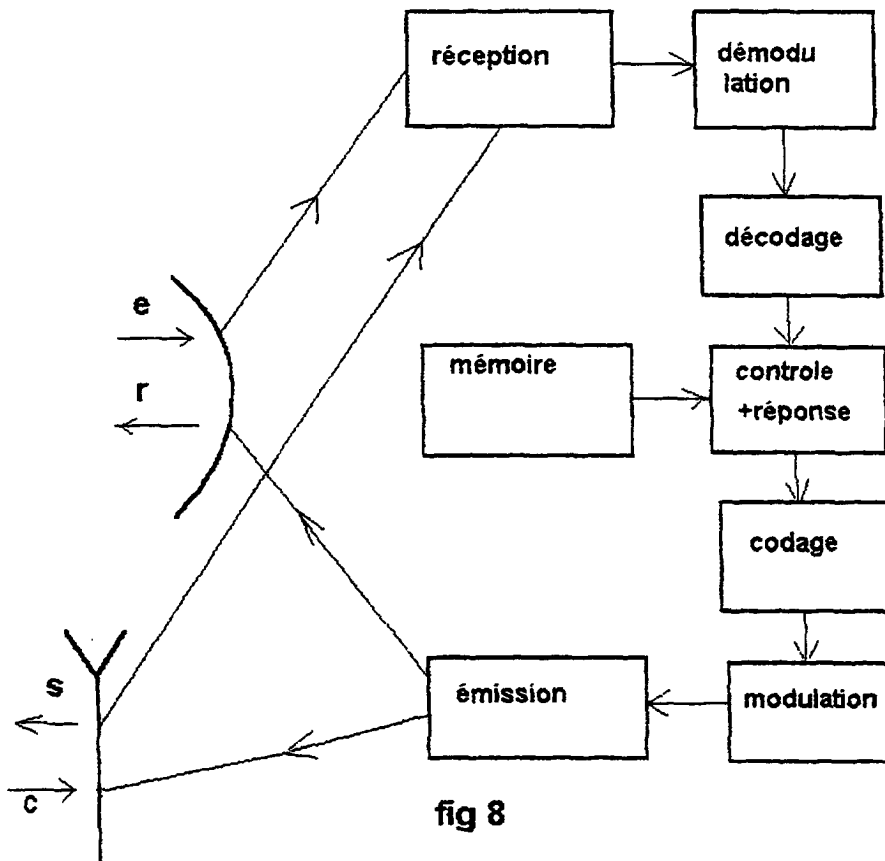 réception
démodu
lation
décodage
e
r
mémoire
controle
+réponse
codage
s
c
émission
modulation
fig 8